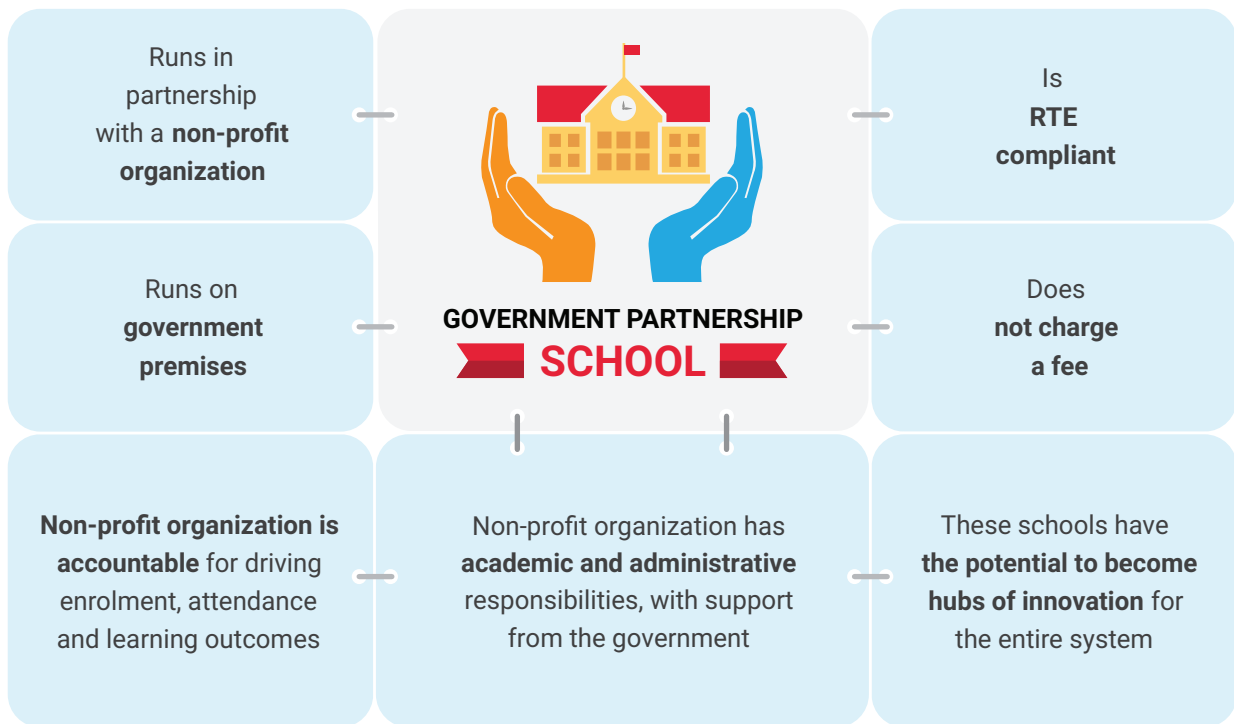 Runs in
partnership
with a non-profit
organization
GOVERNMENT PARTNERSHIP
SCHOOL
Is
RTE
compliant
Runs on
government
premises
Does
not charge
a fee
Non-profit organization is
accountable for driving
enrolment, attendance
and learning outcomes
Non-profit organization has
academic and administrative
responsibilities, with support
from the government
These schools have
the potential to become
hubs of innovation for
the entire system